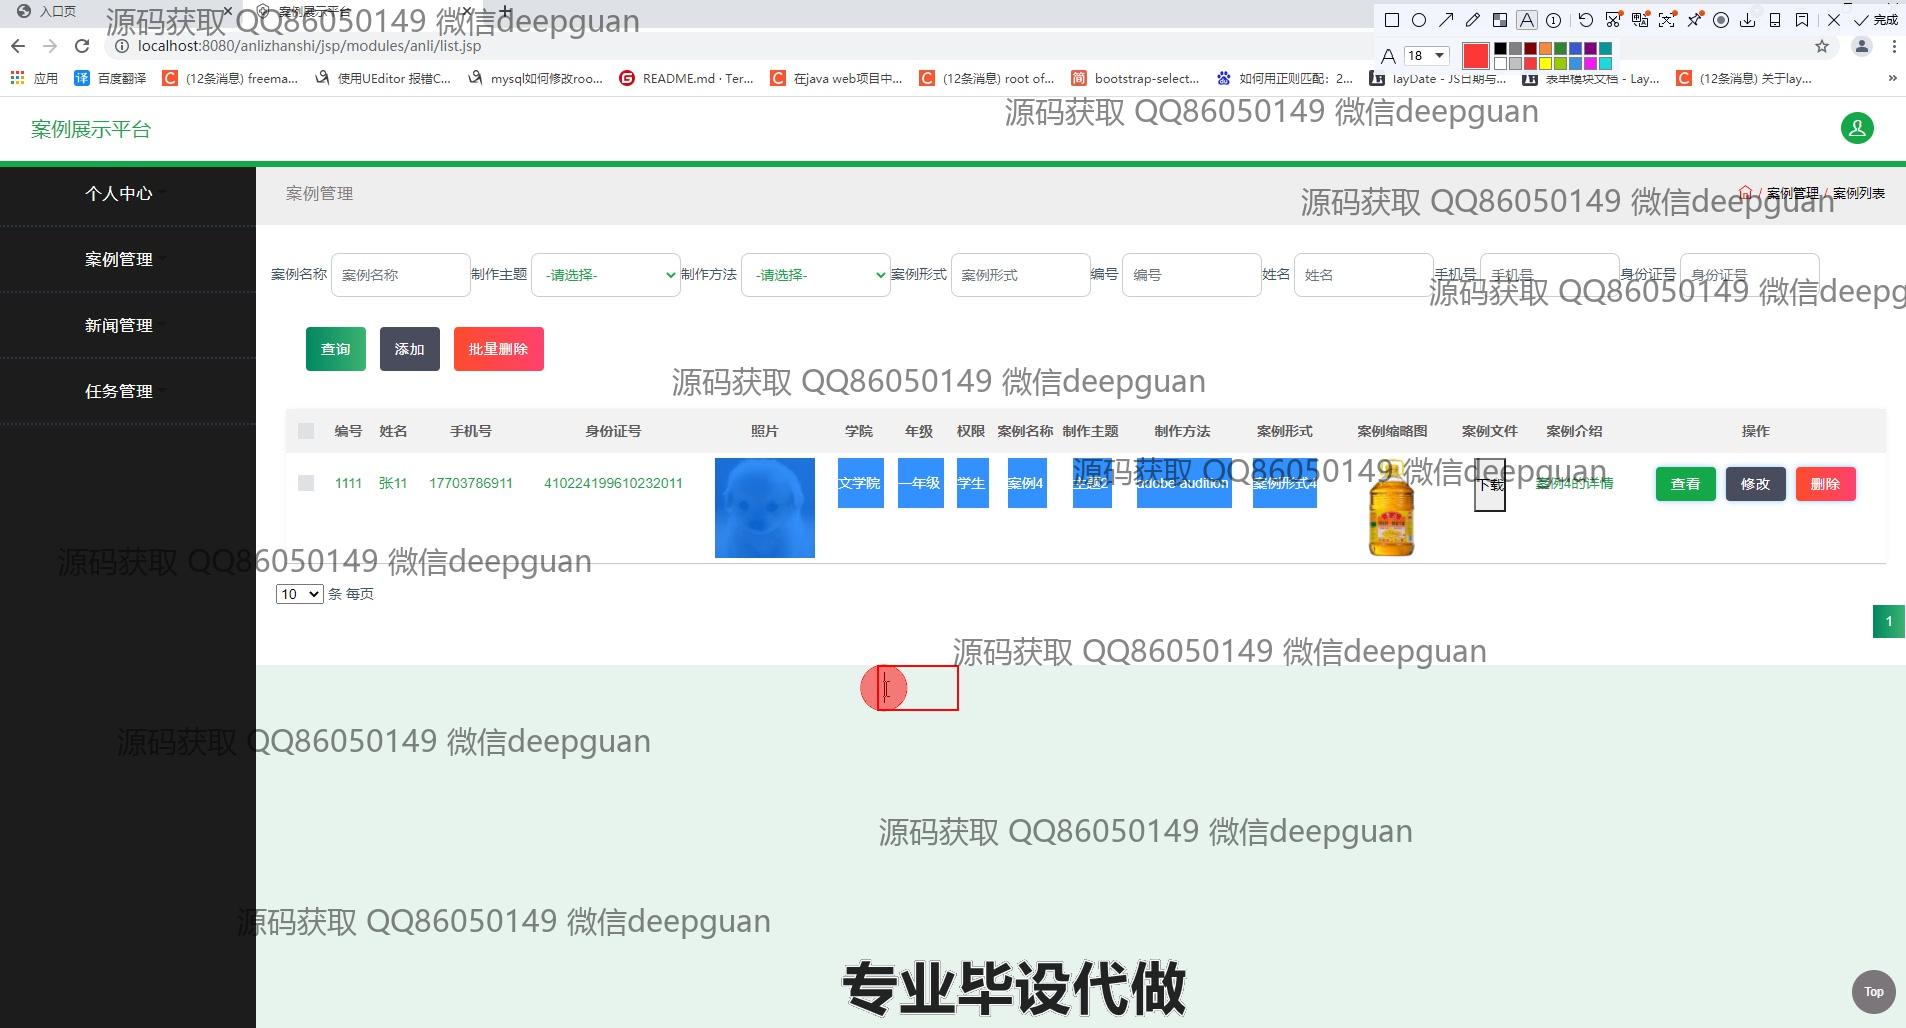 入口页
案例展示平台
源码获取 QQ86050149 微信deepguan
18
完成
localhost:8080/anlizhanshi/jsp/modules/anli/list.jsp
应用
百度翻译
(12条消息) freema...
使用UEditor 报错C...
mysql如何修改roo...
README.md · Ter...
在java web项目中...
(12条消息) root of...
bootstrap-select...
如何用正则匹配：2...
layDate - JS日期与...
表单模块文档 - Lay...
(12条消息) 关于lay...
源码获取 QQ86050149 微信deepguan
案例展示平台
个人中心
案例管理
新闻管理
任务管理
案例管理
/ 案例管理 / 案例列表
源码获取 QQ86050149 微信deepguan
案例名称 案例名称 制作主题 -请选择- 制作方法 -请选择- 案例形式 案例形式 编号 编号 姓名 姓名 手机号 手机号 身份证号 身份证号
源码获取 QQ86050149 微信deepg
查询 添加 批量删除
源码获取 QQ86050149 微信deepguan
编号 姓名 手机号 身份证号 照片 学院 年级 权限 案例名称 制作主题 制作方法 案例形式 案例缩略图 案例文件 案例介绍 操作
源码获取 QQ86050149 微信deepguan
1111 张11 17703786911 410224199610232011 文学院 一年级 学生 案例4 主题2 adobe audition 案例形式4 下载 案例4的详情 查看 修改 删除
源码获取 QQ86050149 微信deepguan
10 条 每页
1
源码获取 QQ86050149 微信deepguan
源码获取 QQ86050149 微信deepguan
源码获取 QQ86050149 微信deepguan
源码获取 QQ86050149 微信deepguan
专业毕设代做
Top